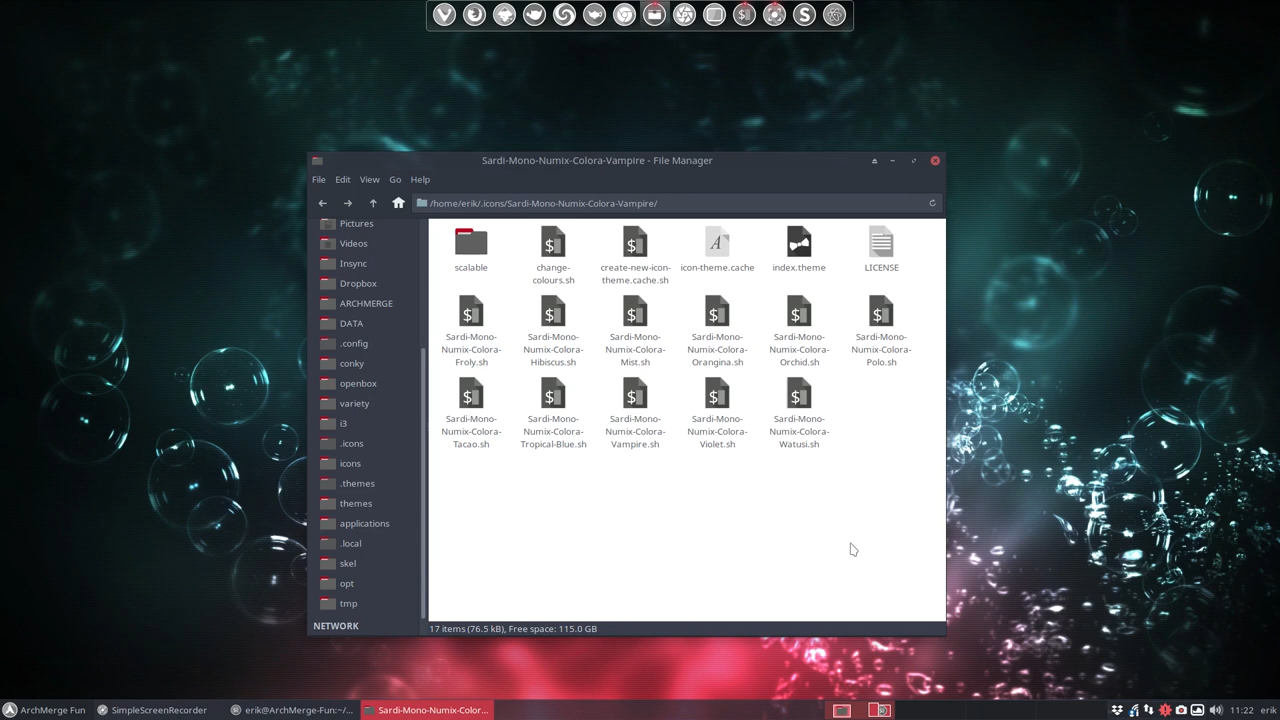 Sardi-Mono-Numix-Colora-Vampire - File Manager
File Edit View Go Help
/home/erik/.icons/Sardi-Mono-Numix-Colora-Vampire/
Pictures
Videos
Insync
Dropbox
ARCHMERGE
DATA
.config
conky
openbox
variety
i3
.icons
icons
.themes
themes
applications
.local
skel
opt
tmp
NETWORK
scalable
change-
colours.sh
create-new-icon-
theme.cache.sh
icon-theme.cache
index.theme
LICENSE
Sardi-Mono-
Numix-Colora-
Froly.sh
Sardi-Mono-
Numix-Colora-
Hibiscus.sh
Sardi-Mono-
Numix-Colora-
Mist.sh
Sardi-Mono-
Numix-Colora-
Orangina.sh
Sardi-Mono-
Numix-Colora-
Orchid.sh
Sardi-Mono-
Numix-Colora-
Polo.sh
Sardi-Mono-
Numix-Colora-
Tacao.sh
Sardi-Mono-
Numix-Colora-
Tropical-Blue.sh
Sardi-Mono-
Numix-Colora-
Vampire.sh
Sardi-Mono-
Numix-Colora-
Violet.sh
Sardi-Mono-
Numix-Colora-
Watusi.sh
17 items (76.5 kB), Free space: 115.0 GB
ArchMerge Fun
SimpleScreenRecorder
erik@ArchMerge-Fun:~/...
Sardi-Mono-Numix-Color...
11:22 erik